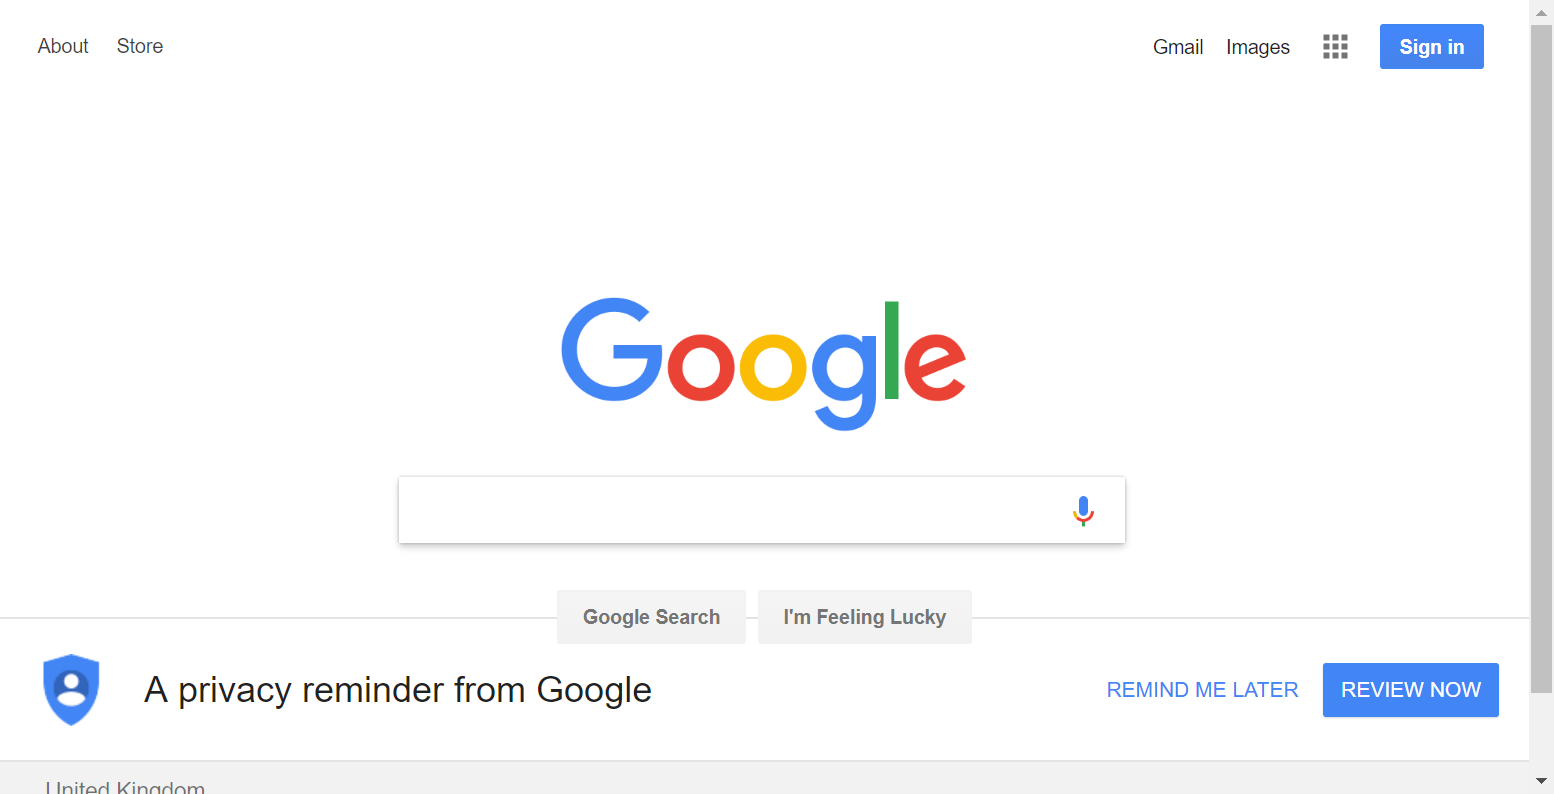 About Store Gmail Images Sign in
Google
Google Search I'm Feeling Lucky
A privacy reminder from Google REMIND ME LATER REVIEW NOW
United Kingdom